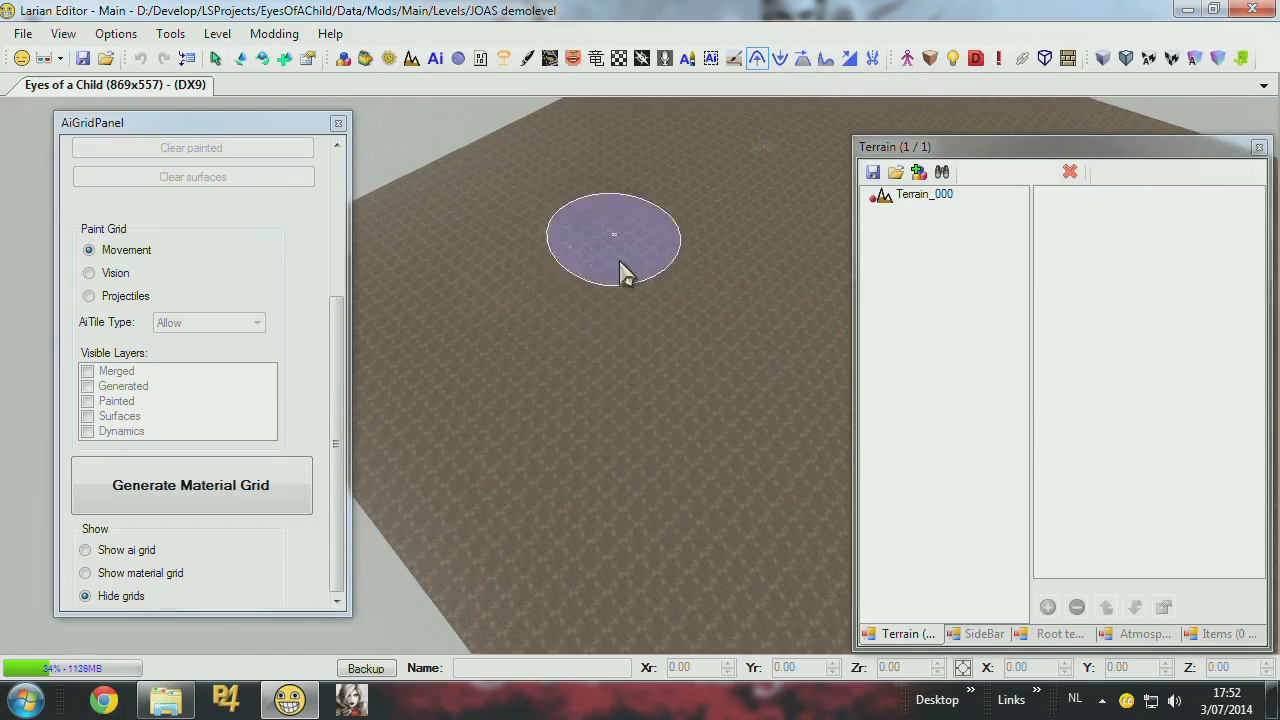 Larian Editor - Main - D:/Develop/LSProjects/EyesOfAChild/Data/Mods/Main/Levels/JOAS demolevel
File View Options Tools Level Modding Help
Ai Ai
Eyes of a Child (869x557) - (DX9)
AiGridPanel
Clear painted
Clear surfaces
Paint Grid
Movement
Vision
Projectiles
AiTile Type: Allow
Visible Layers:
Merged
Generated
Painted
Surfaces
Dynamics
Generate Material Grid
Show
Show ai grid
Show material grid
Hide grids
Terrain (1 / 1)
Terrain_000
Terrain (... SideBar Root te... Atmosp... Items (0 ...
34% - 1128MB Backup Name: Xr: 0.00 Yr: 0.00 Zr: 0.00 X: 0.00 Y: 0.00 Z: 0.00
P4 Desktop » Links » NL 17:52
3/07/2014